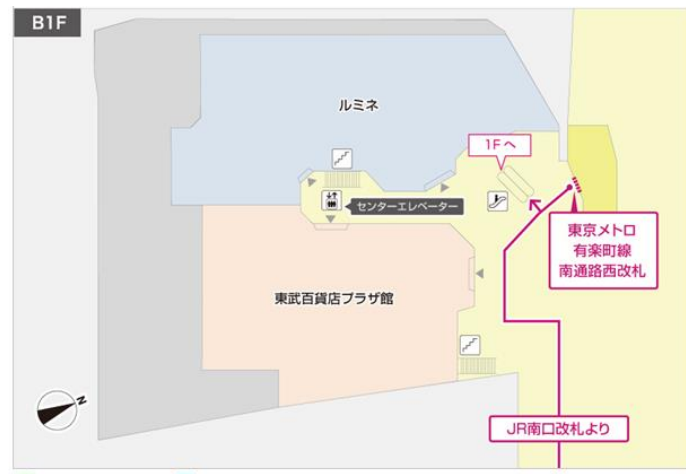 B1F
ルミネ
1Fへ
センターエレベーター
東京メトロ
有楽町線
南通路西改札
東武百貨店プラザ館
JR南口改札より
N